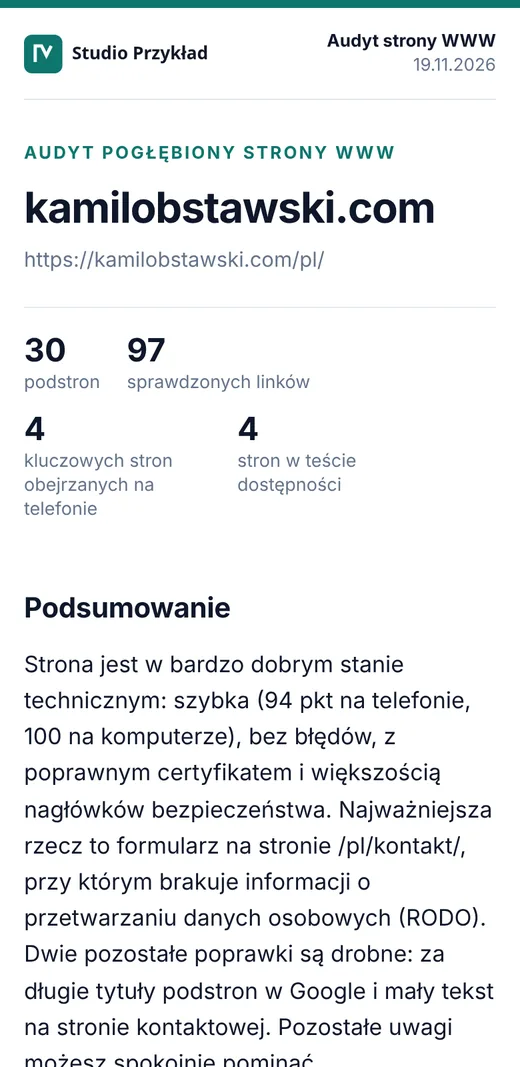 Studio Przykład
Audyt strony WWW
19.11.2026
AUDYT POGŁĘBIONY STRONY WWW
kamilobstawski.com
https://kamilobstawski.com/pl/
30
podstron
97
sprawdzonych linków
4
kluczowych stron
obejrzanych na
telefonie
4
stron w teście
dostępności
Podsumowanie
Strona jest w bardzo dobrym stanie
technicznym: szybka (94 pkt na telefonie,
100 na komputerze), bez błędów, z
poprawnym certyfikatem i większością
nagłówków bezpieczeństwa. Najważniejsza
rzecz to formularz na stronie /pl/kontakt/,
przy którym brakuje informacji o
przetwarzaniu danych osobowych (RODO).
Dwie pozostałe poprawki są drobne: za
długie tytuły podstron w Google i mały tekst
na stronie kontaktowej. Pozostałe uwagi
możesz spokojnie pominąć.